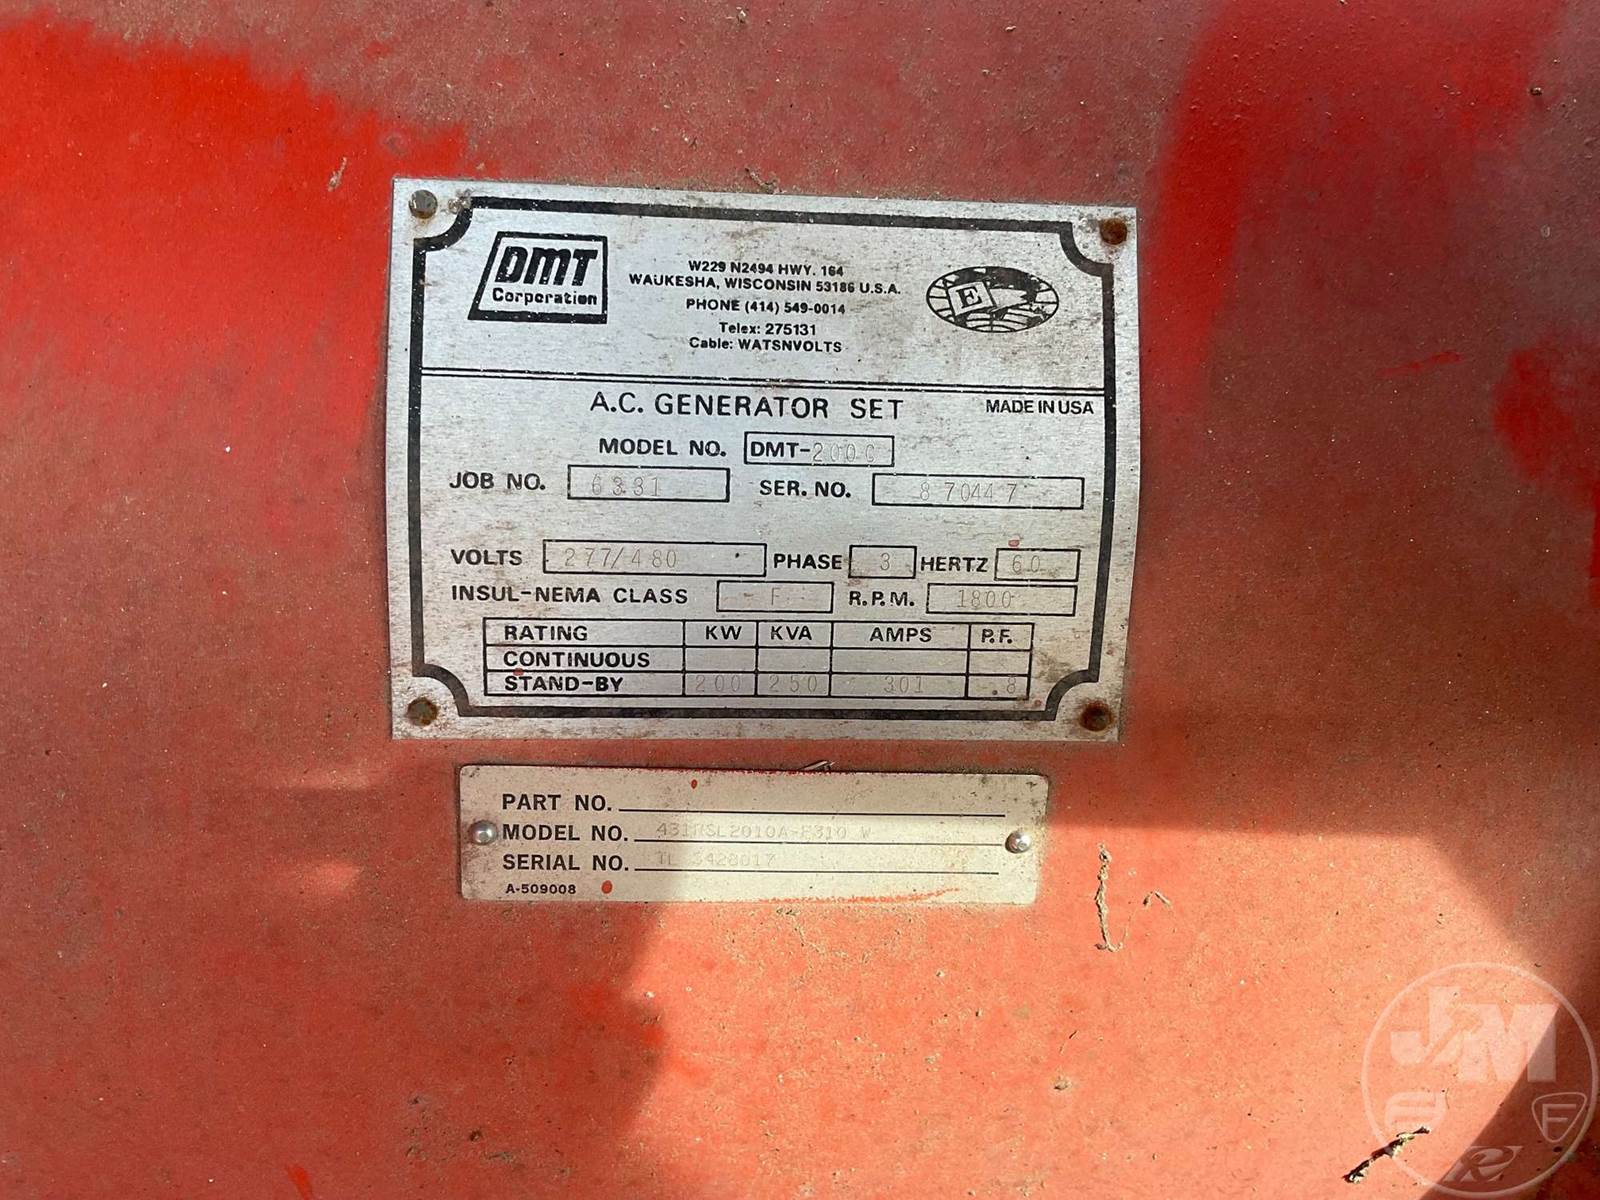 DMT
Corporation
W229 N2494 HWY. 164
WAUKESHA, WISCONSIN 53186 U.S.A.
PHONE (414) 549-0014
Telex: 275131
Cable: WATSNVOLTS
E
A.C. GENERATOR SET MADE IN USA
MODEL NO. DMT-200C
JOB NO. 6331 SER. NO. 870447
VOLTS 277/480 PHASE 3 HERTZ 60
INSUL-NEMA CLASS F R.P.M. 1800
RATING KW KVA AMPS P.F.
CONTINUOUS
STAND-BY 200 250 301 .8
PART NO.
MODEL NO.
SERIAL NO.
A-509008
JM